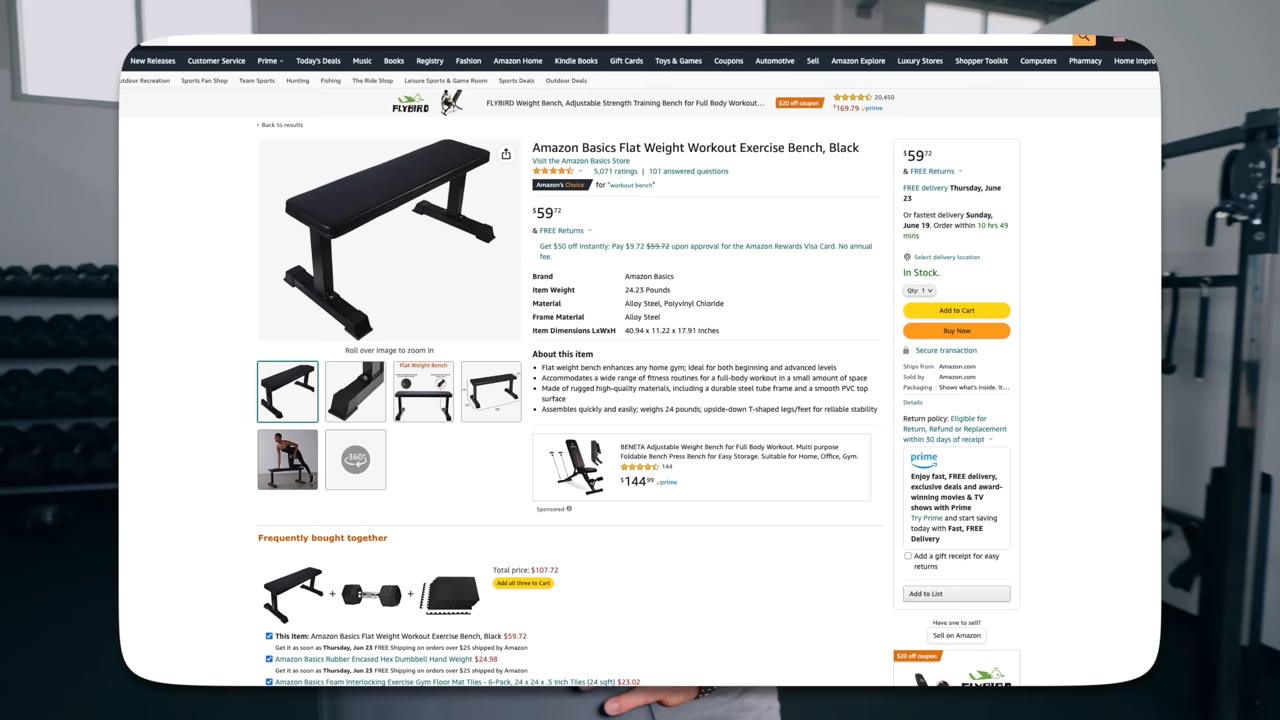 New Releases Customer Service Prime Today's Deals Music Books Registry Fashion Amazon Home Kindle Books Gift Cards Toys & Games Coupons Automotive Sell Amazon Explore Luxury Stores Shopper Toolkit Computers Pharmacy Home Impro
utdoor Recreation Sports Fan Shop Team Sports Hunting Fishing The Ride Shop Leisure Sports & Game Room Sports Deals Outdoor Deals
FLYBIRD
FLYBIRD Weight Bench, Adjustable Strength Training Bench for Full Body Workout...
$20 off coupon
20,450
$169.79 prime
‹ Back to results
Roll over image to zoom in
Flat Weight Bench
360°
Amazon Basics Flat Weight Workout Exercise Bench, Black
Visit the Amazon Basics Store
5,071 ratings | 101 answered questions
Amazon's Choice for "workout bench"
$59 72
& FREE Returns
Get $50 off instantly: Pay $9.72 $59.72 upon approval for the Amazon Rewards Visa Card. No annual
fee.
Brand Amazon Basics
Item Weight 24.23 Pounds
Material Alloy Steel, Polyvinyl Chloride
Frame Material Alloy Steel
Item Dimensions LxWxH 40.94 x 11.22 x 17.91 inches
About this item
• Flat weight bench enhances any home gym; ideal for both beginning and advanced levels
• Accommodates a wide range of fitness routines for a full-body workout in a small amount of space
• Made of rugged high-quality materials, including a durable steel tube frame and a smooth PVC top
surface
• Assembles quickly and easily; weighs 24 pounds; upside-down T-shaped legs/feet for reliable stability
BENETA Adjustable Weight Bench for Full Body Workout. Multi purpose
Foldable Bench Press Bench for Easy Storage. Suitable for Home, Office, Gym.
144
$144 99 prime
Sponsored
$59 72
& FREE Returns
FREE delivery Thursday, June
23
Or fastest delivery Sunday,
June 19. Order within 10 hrs 49
mins
Select delivery location
In Stock.
Qty: 1
Add to Cart
Buy Now
Secure transaction
Ships from Amazon.com
Sold by Amazon.com
Packaging Shows what's inside. It...
Details
Return policy: Eligible for
Return, Refund or Replacement
within 30 days of receipt
prime
Enjoy fast, FREE delivery,
exclusive deals and award-
winning movies & TV
shows with Prime
Try Prime and start saving
today with Fast, FREE
Delivery
Add a gift receipt for easy
returns
Add to List
Have one to sell?
Sell on Amazon
$20 off coupon
FLYBIRD
Frequently bought together
+ +
Total price: $107.72
Add all three to Cart
This item: Amazon Basics Flat Weight Workout Exercise Bench, Black $59.72
Get it as soon as Thursday, Jun 23 FREE Shipping on orders over $25 shipped by Amazon
Amazon Basics Rubber Encased Hex Dumbbell Hand Weight $24.98
Get it as soon as Thursday, Jun 23 FREE Shipping on orders over $25 shipped by Amazon
Amazon Basics Foam Interlocking Exercise Gym Floor Mat Tiles - 6-Pack, 24 x 24 x .5 Inch Tiles (24 sqft) $23.02